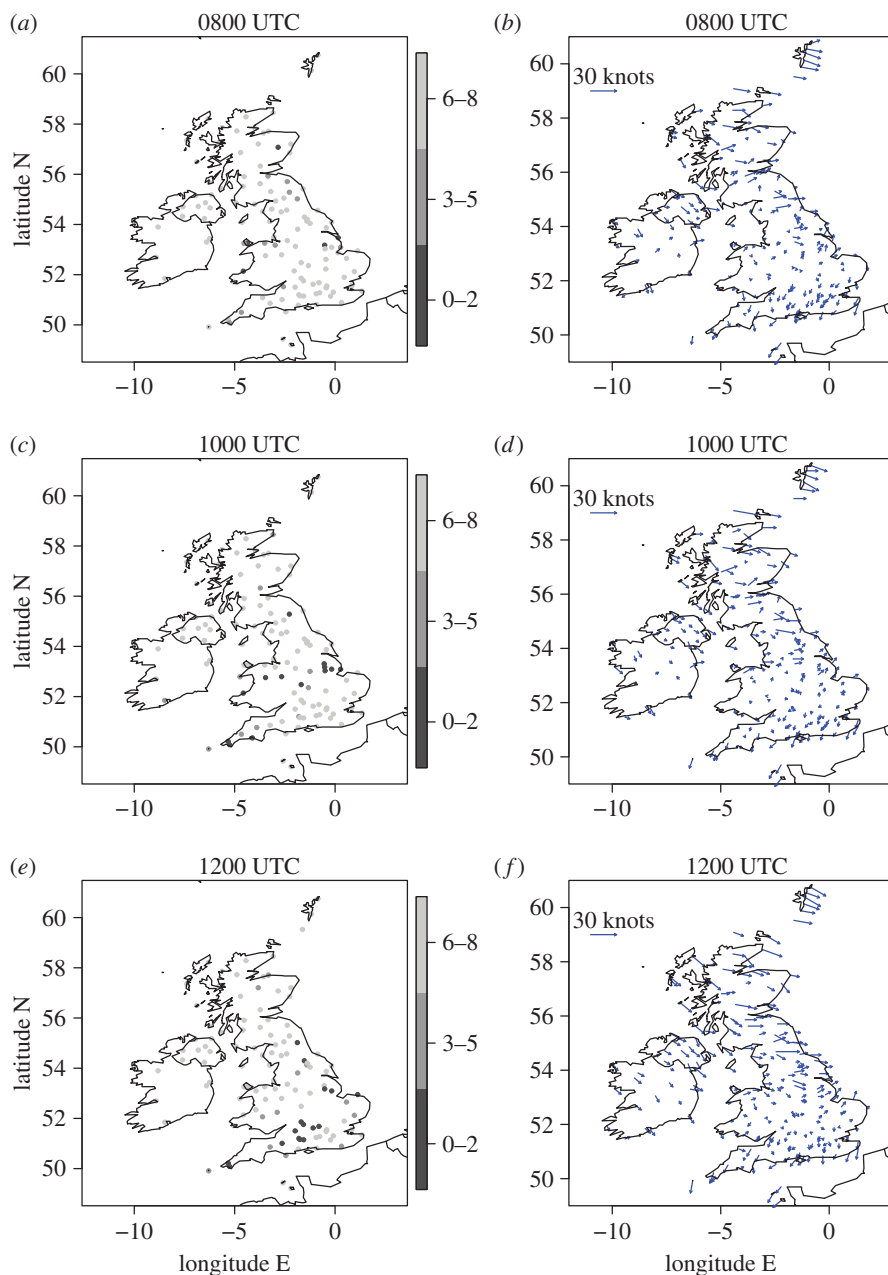 (a) 0800 UTC (b) 0800 UTC
60
58
56
54
52
50
latitude N
6–8
3–5
0–2
−10 −5 0
30 knots
60
58
56
54
52
50
−10 −5 0
(c) 1000 UTC (d) 1000 UTC
60
58
56
54
52
50
latitude N
6–8
3–5
0–2
−10 −5 0
30 knots
60
58
56
54
52
50
−10 −5 0
(e) 1200 UTC (f) 1200 UTC
60
58
56
54
52
50
latitude N
6–8
3–5
0–2
−10 −5 0
longitude E
30 knots
60
58
56
54
52
50
−10 −5 0
longitude E